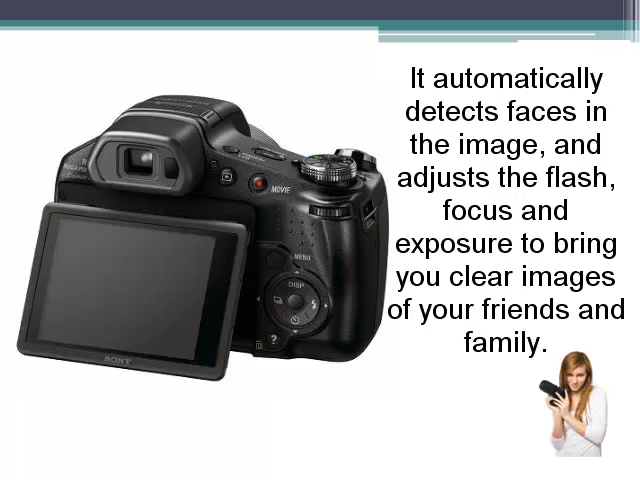 It automatically
detects faces in
the image, and
adjusts the flash,
focus and
exposure to bring
you clear images
of your friends and
family.
MOVIE
MENU
DISP
?
SONY